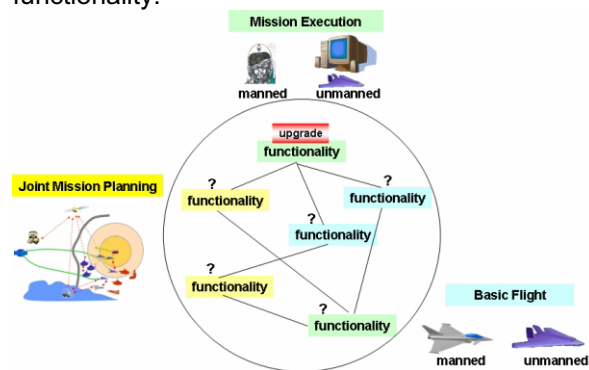 functionality.
Mission Execution
manned unmanned
upgrade
functionality
Joint Mission Planning
?
functionality
?
functionality
?
functionality
?
functionality
Basic Flight
?
functionality
manned unmanned